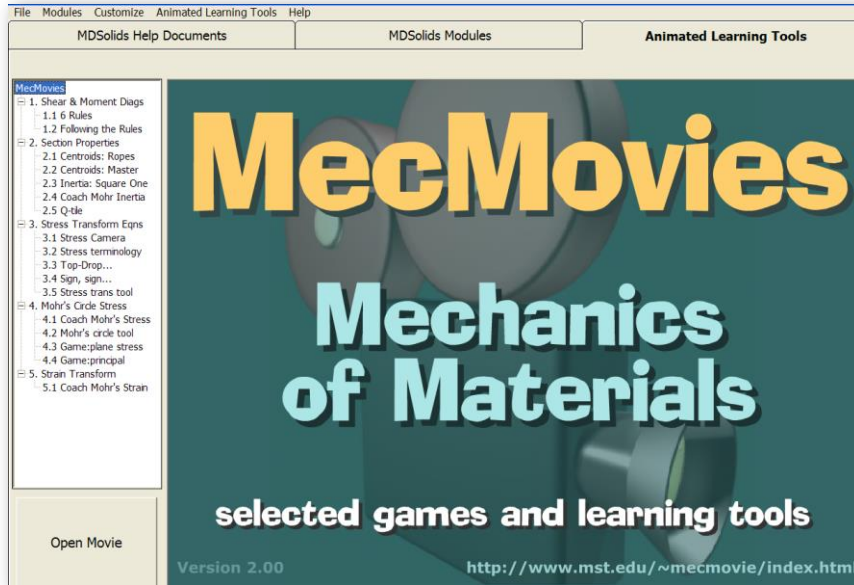 File Modules Customize Animated Learning Tools Help
MDSolids Help Documents
MDSolids Modules
Animated Learning Tools
MecMovies
1. Shear & Moment Diags
1.1 6 Rules
1.2 Following the Rules
2. Section Properties
2.1 Centroids: Ropes
2.2 Centroids: Master
2.3 Inertia: Square One
2.4 Coach Mohr Inertia
2.5 Q-tile
3. Stress Transform Eqns
3.1 Stress Camera
3.2 Stress terminology
3.3 Top-Drop...
3.4 Sign, sign...
3.5 Stress trans tool
4. Mohr's Circle Stress
4.1 Coach Mohr's Stress
4.2 Mohr's circle tool
4.3 Game:plane stress
4.4 Game:principal
5. Strain Transform
5.1 Coach Mohr's Strain
Open Movie
MecMovies
Mechanics
of Materials
selected games and learning tools
Version 2.00
http://www.mst.edu/~mecmovie/index.html